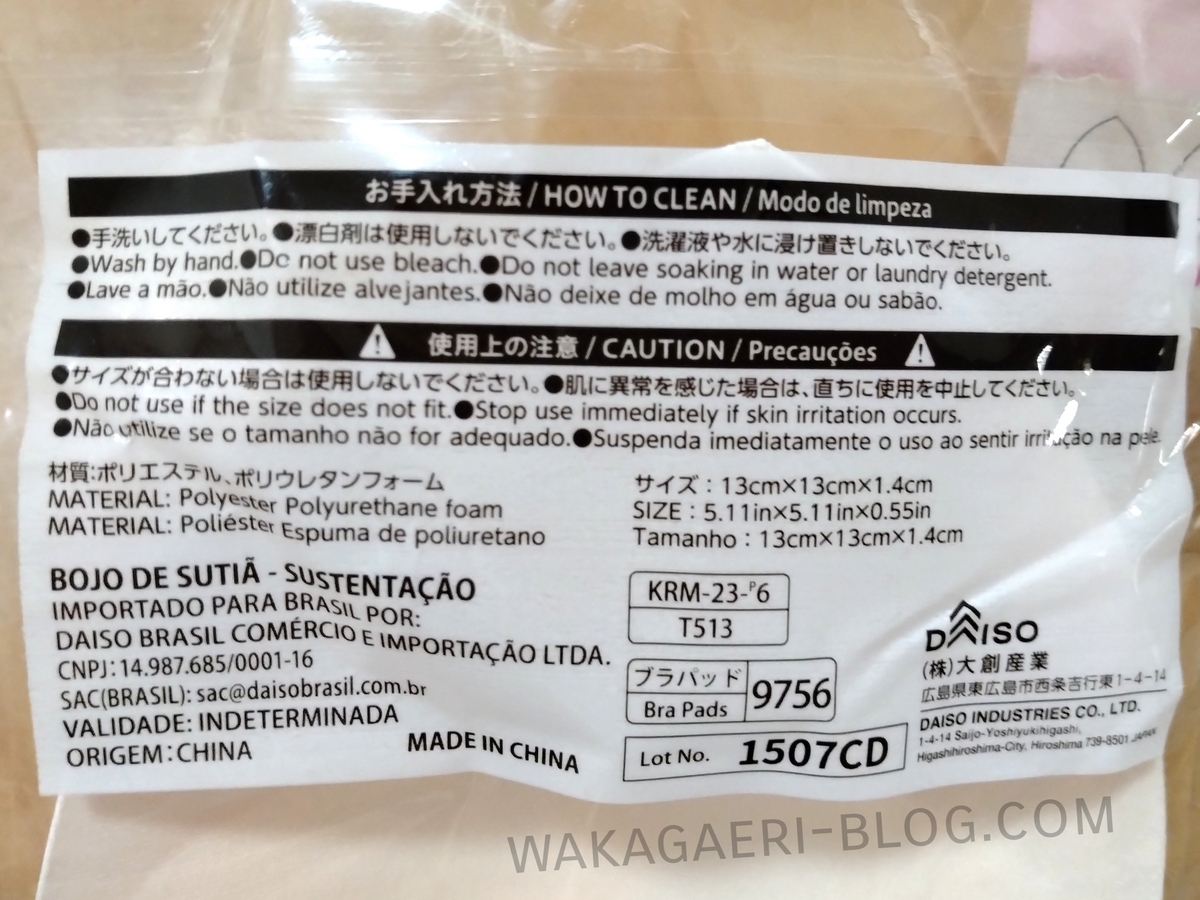 お手入れ方法 / HOW TO CLEAN / Modo de limpeza
●手洗いしてください。●漂白剤は使用しないでください。●洗濯液や水に浸け置きしないでください。
●Wash by hand.●Do not use bleach.●Do not leave soaking in water or laundry detergent.
●Lave a mão.●Não utilize alvejantes.●Não deixe de molho em água ou sabão.
使用上の注意 / CAUTION / Precauções
●サイズが合わない場合は使用しないでください。●肌に異常を感じた場合は、直ちに使用を中止してください。
●Do not use if the size does not fit.●Stop use immediately if skin irritation occurs.
●Não utilize se o tamanho não for adequado.●Suspenda imediatamente o uso ao sentir irritação na pele.
材質:ポリエステル、ポリウレタンフォーム
MATERIAL: Polyester Polyurethane foam
MATERIAL: Poliéster Espuma de poliuretano
サイズ：13cm×13cm×1.4cm
SIZE：5.11in×5.11in×0.55in
Tamanho：13cm×13cm×1.4cm
BOJO DE SUTIÃ - SUSTENTAÇÃO
IMPORTADO PARA BRASIL POR:
DAISO BRASIL COMÉRCIO E IMPORTAÇÃO LTDA.
CNPJ: 14.987.685/0001-16
SAC(BRASIL): sac@daisobrasil.com.br
VALIDADE: INDETERMINADA
ORIGEM:CHINA
MADE IN CHINA
KRM-23-P6
T513
ブラパッド
Bra Pads
9756
Lot No. 1507CD
DAISO
(株)大創産業
広島県東広島市西条吉行東1-4-14
DAISO INDUSTRIES CO., LTD.
1-4-14 Saijo-Yoshiyukihigashi,
Higashihiroshima-City, Hiroshima 739-8501 JAPAN
WAKAGAERI-BLOG.COM